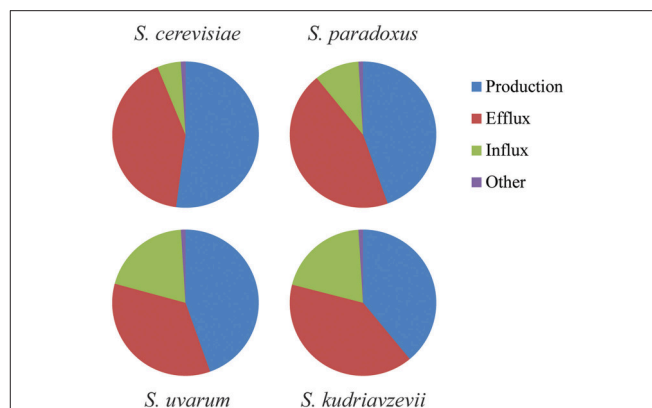 S. cerevisiae
S. paradoxus
Production
Efflux
Influx
Other
S. uvarum
S. kudriavzevii